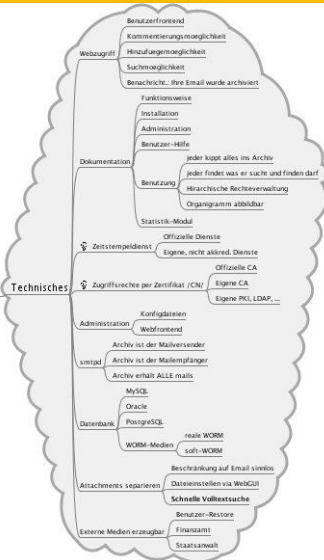 Technisches
Webzugriff
Benutzerfrontend
Kommentierungsmoeglichkeit
Hinzufuegemoeglichkeit
Suchmoeglichkeit
Benachricht.: Ihre Email wurde archiviert
Dokumentation
Funktionsweise
Installation
Administration
Benutzer-Hilfe
Benutzung
jeder kippt alles ins Archiv
jeder findet was er sucht und finden darf
Hirarchische Rechteverwaltung
Organigramm abbildbar
Statistik-Modul
Zeitstempeldienst
Offizielle Dienste
Eigene, nicht akkred. Dienste
Zugriffsrechte per Zertifikat /CN/
Offizielle CA
Eigene CA
Eigene PKI, LDAP, ...
Administration
Konfigdateien
Webfrontend
smtpd
Archiv ist der Mailversender
Archiv ist der Mailempfänger
Archiv erhält ALLE mails
Datenbank
MySQL
Oracle
PostgreSQL
WORM-Medien
reale WORM
soft-WORM
Attachments separieren
Beschränkung auf Email sinnlos
Dateieinstellen via WebGUI
Schnelle Volltextsuche
Externe Medien erzeugbar
Benutzer-Restore
Finanzamt
Staatsanwalt